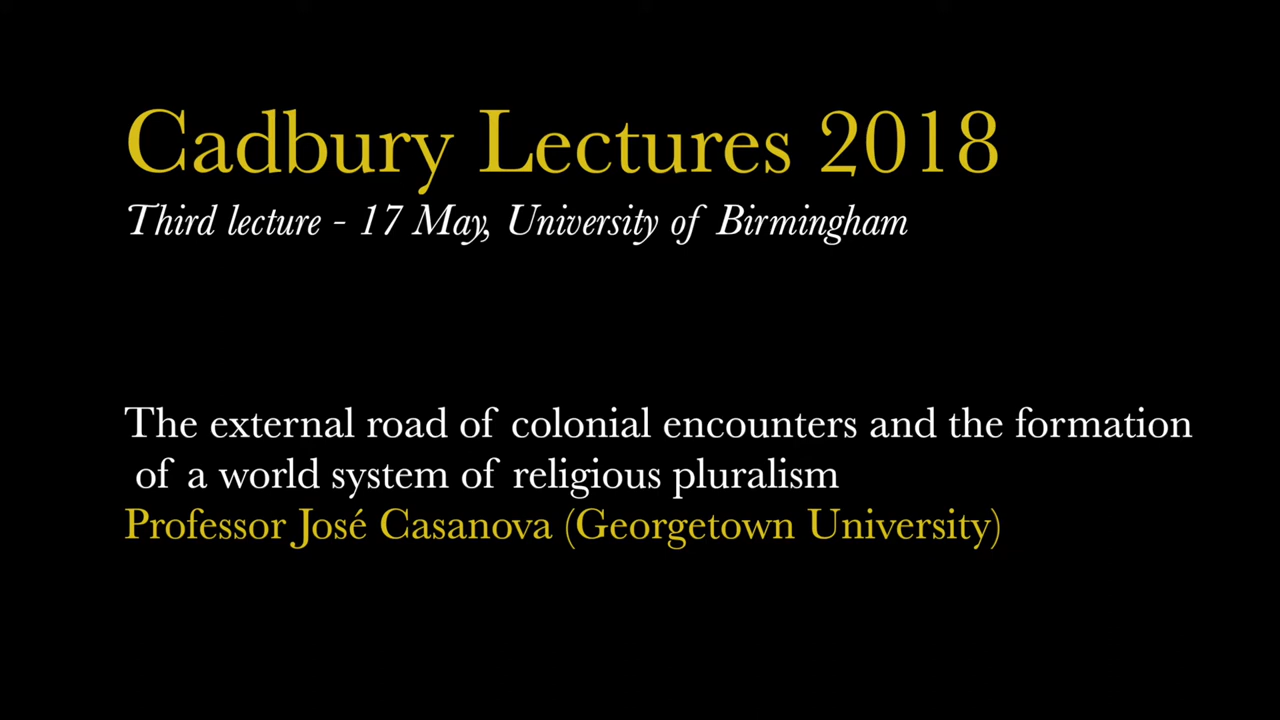 Cadbury Lectures 2018
Third lecture - 17 May, University of Birmingham
The external road of colonial encounters and the formation
of a world system of religious pluralism
Professor José Casanova (Georgetown University)